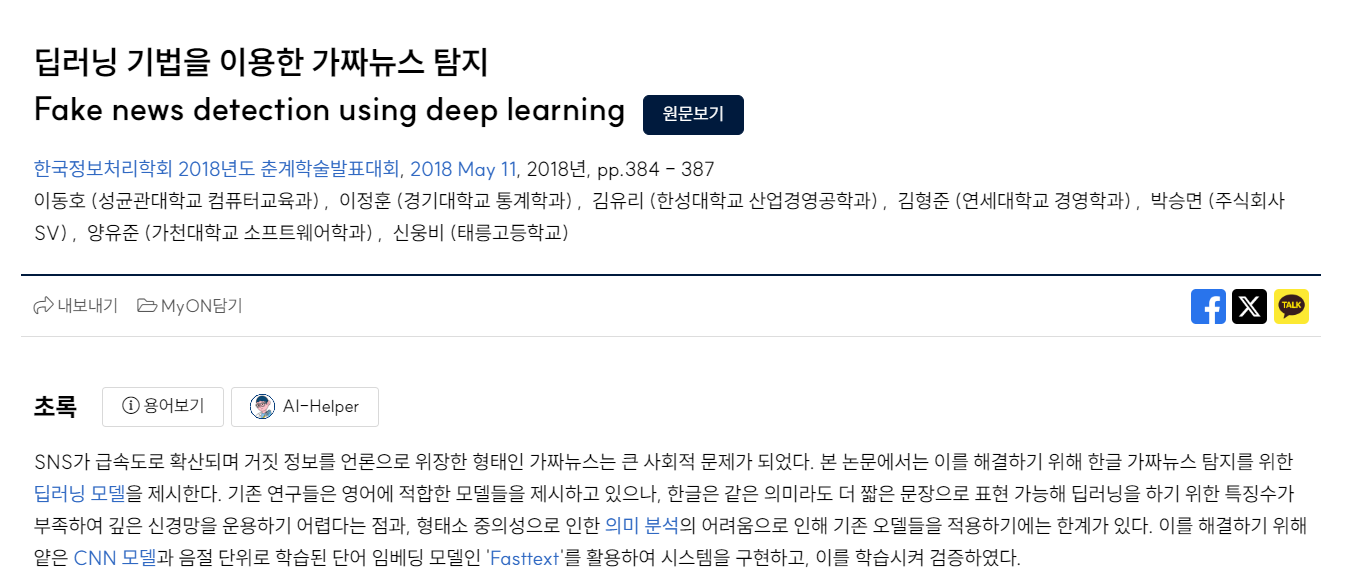 딥러닝 기법을 이용한 가짜뉴스 탐지
Fake news detection using deep learning 원문보기
한국정보처리학회 2018년도 춘계학술발표대회, 2018 May 11, 2018년, pp.384 - 387
이동호 (성균관대학교 컴퓨터교육과) , 이정훈 (경기대학교 통계학과) , 김유리 (한성대학교 산업경영공학과) , 김형준 (연세대학교 경영학과) , 박승면 (주식회사
SV) , 양유준 (가천대학교 소프트웨어학과) , 신웅비 (태릉고등학교)
내보내기 MyON담기
TALK
초록 용어보기 AI-Helper
SNS가 급속도로 확산되며 거짓 정보를 언론으로 위장한 형태인 가짜뉴스는 큰 사회적 문제가 되었다. 본 논문에서는 이를 해결하기 위해 한글 가짜뉴스 탐지를 위한
딥러닝 모델을 제시한다. 기존 연구들은 영어에 적합한 모델들을 제시하고 있으나, 한글은 같은 의미라도 더 짧은 문장으로 표현 가능해 딥러닝을 하기 위한 특징수가
부족하여 깊은 신경망을 운용하기 어렵다는 점과, 형태소 중의성으로 인한 의미 분석의 어려움으로 인해 기존 오델들을 적용하기에는 한계가 있다. 이를 해결하기 위해
얕은 CNN 모델과 음절 단위로 학습된 단어 임베딩 모델인 'Fasttext'를 활용하여 시스템을 구현하고, 이를 학습시켜 검증하였다.